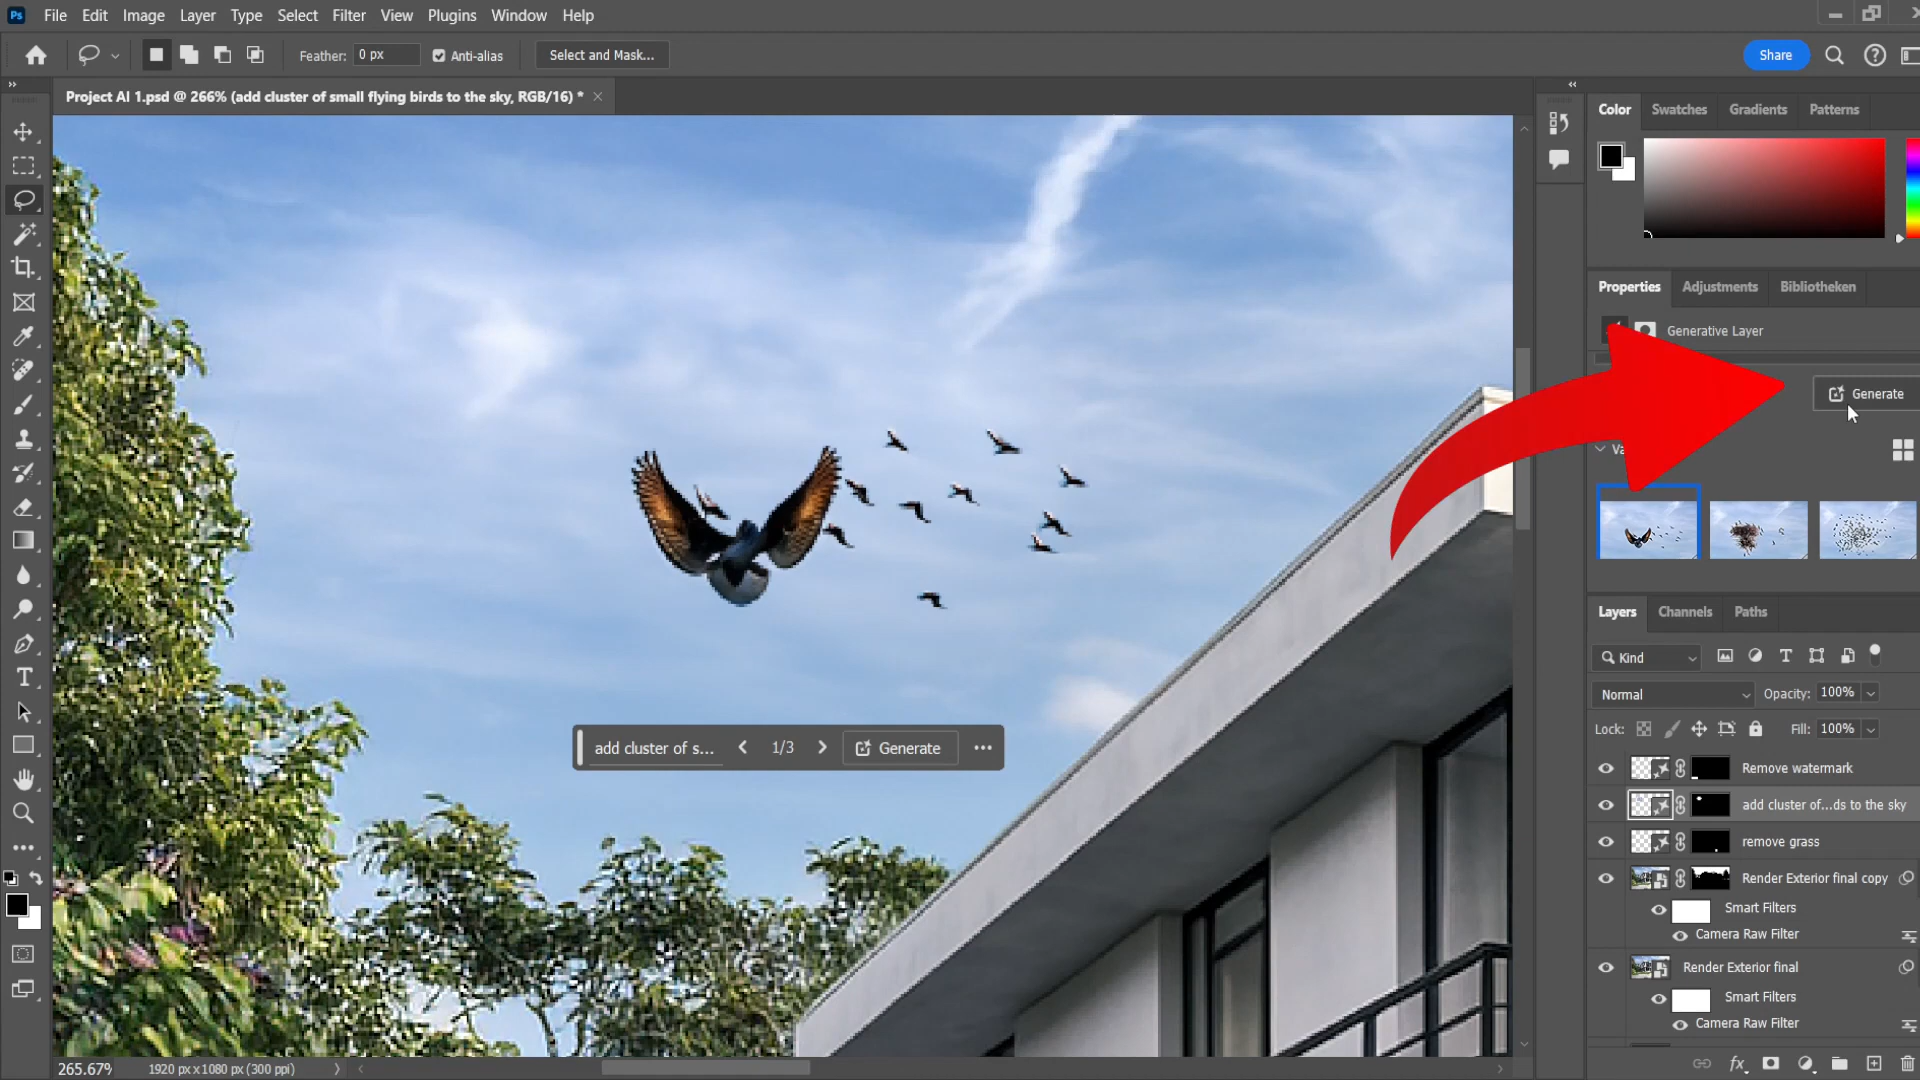 Ps File Edit Image Layer Type Select Filter View Plugins Window Help
Feather: 0 px Anti-alias Select and Mask... Share
Project AI 1.psd @ 266% (add cluster of small flying birds to the sky, RGB/16) *
Color Swatches Gradients Patterns
Properties Adjustments Bibliotheken
Generative Layer
Generate
add cluster of s... 1/3 Generate ...
Layers Channels Paths
Kind
Normal Opacity: 100%
Lock: Fill: 100%
Remove watermark
add cluster of...ds to the sky
remove grass
Render Exterior final copy
Smart Filters
Camera Raw Filter
Render Exterior final
Smart Filters
Camera Raw Filter
265.67% 1920 px x 1080 px (300 ppi)
fx